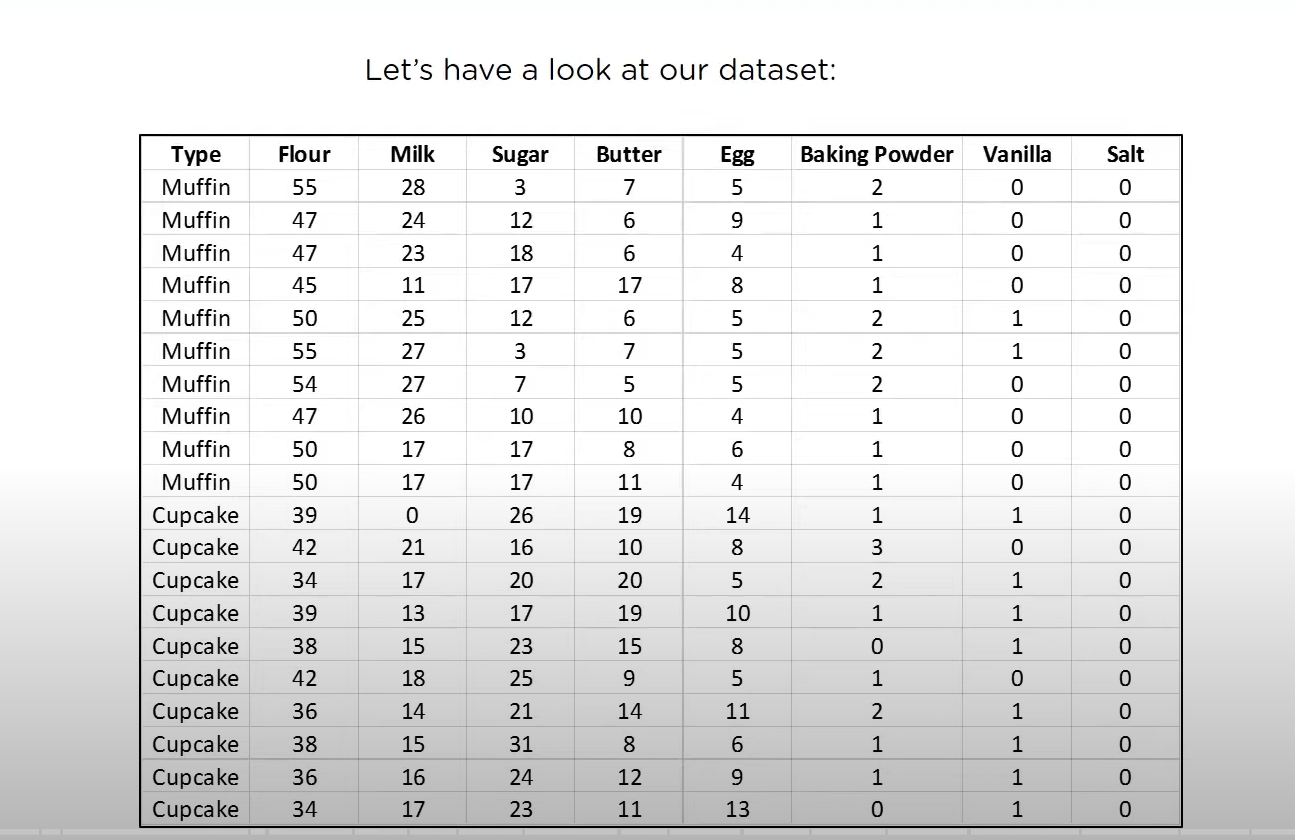 Let's have a look at our dataset:
Type Flour Milk Sugar Butter Egg Baking Powder Vanilla Salt
Muffin 55 28 3 7 5 2 0 0
Muffin 47 24 12 6 9 1 0 0
Muffin 47 23 18 6 4 1 0 0
Muffin 45 11 17 17 8 1 0 0
Muffin 50 25 12 6 5 2 1 0
Muffin 55 27 3 7 5 2 1 0
Muffin 54 27 7 5 5 2 0 0
Muffin 47 26 10 10 4 1 0 0
Muffin 50 17 17 8 6 1 0 0
Muffin 50 17 17 11 4 1 0 0
Cupcake 39 0 26 19 14 1 1 0
Cupcake 42 21 16 10 8 3 0 0
Cupcake 34 17 20 20 5 2 1 0
Cupcake 39 13 17 19 10 1 1 0
Cupcake 38 15 23 15 8 0 1 0
Cupcake 42 18 25 9 5 1 0 0
Cupcake 36 14 21 14 11 2 1 0
Cupcake 38 15 31 8 6 1 1 0
Cupcake 36 16 24 12 9 1 1 0
Cupcake 34 17 23 11 13 0 1 0